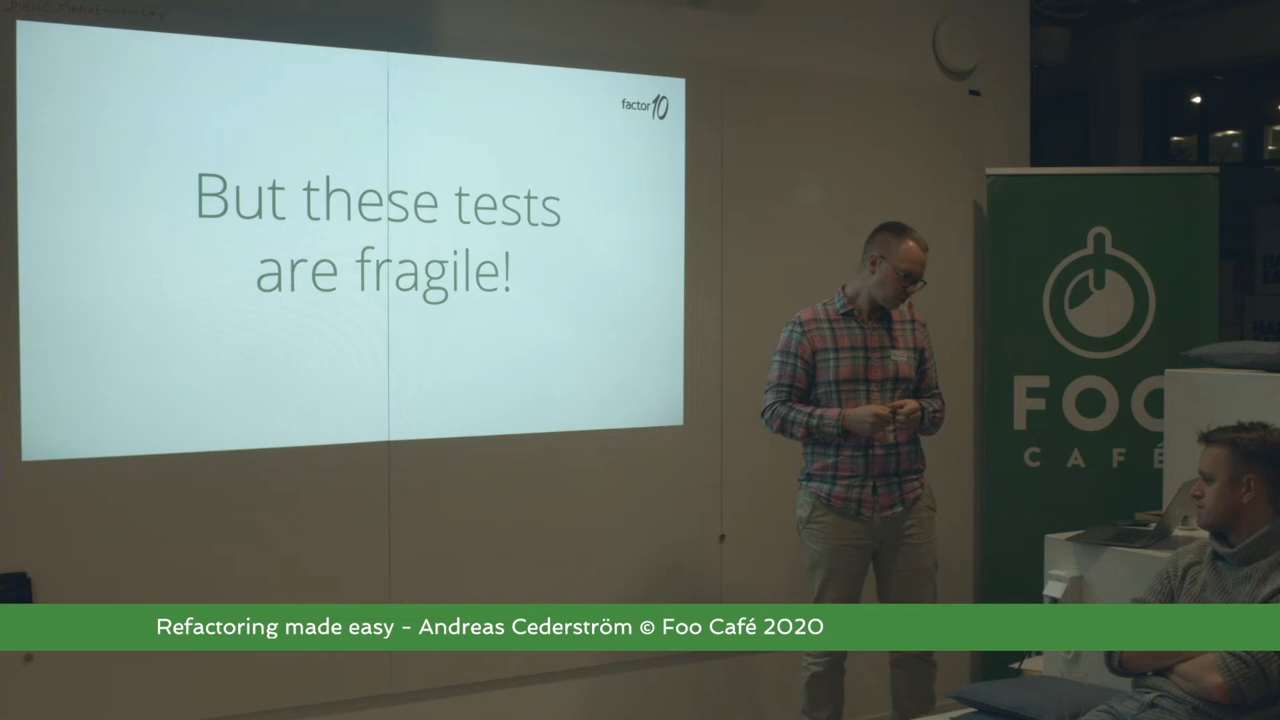 factor10
But these tests
are fragile!
FOO
CAFÉ
Refactoring made easy - Andreas Cederström © Foo Café 2020